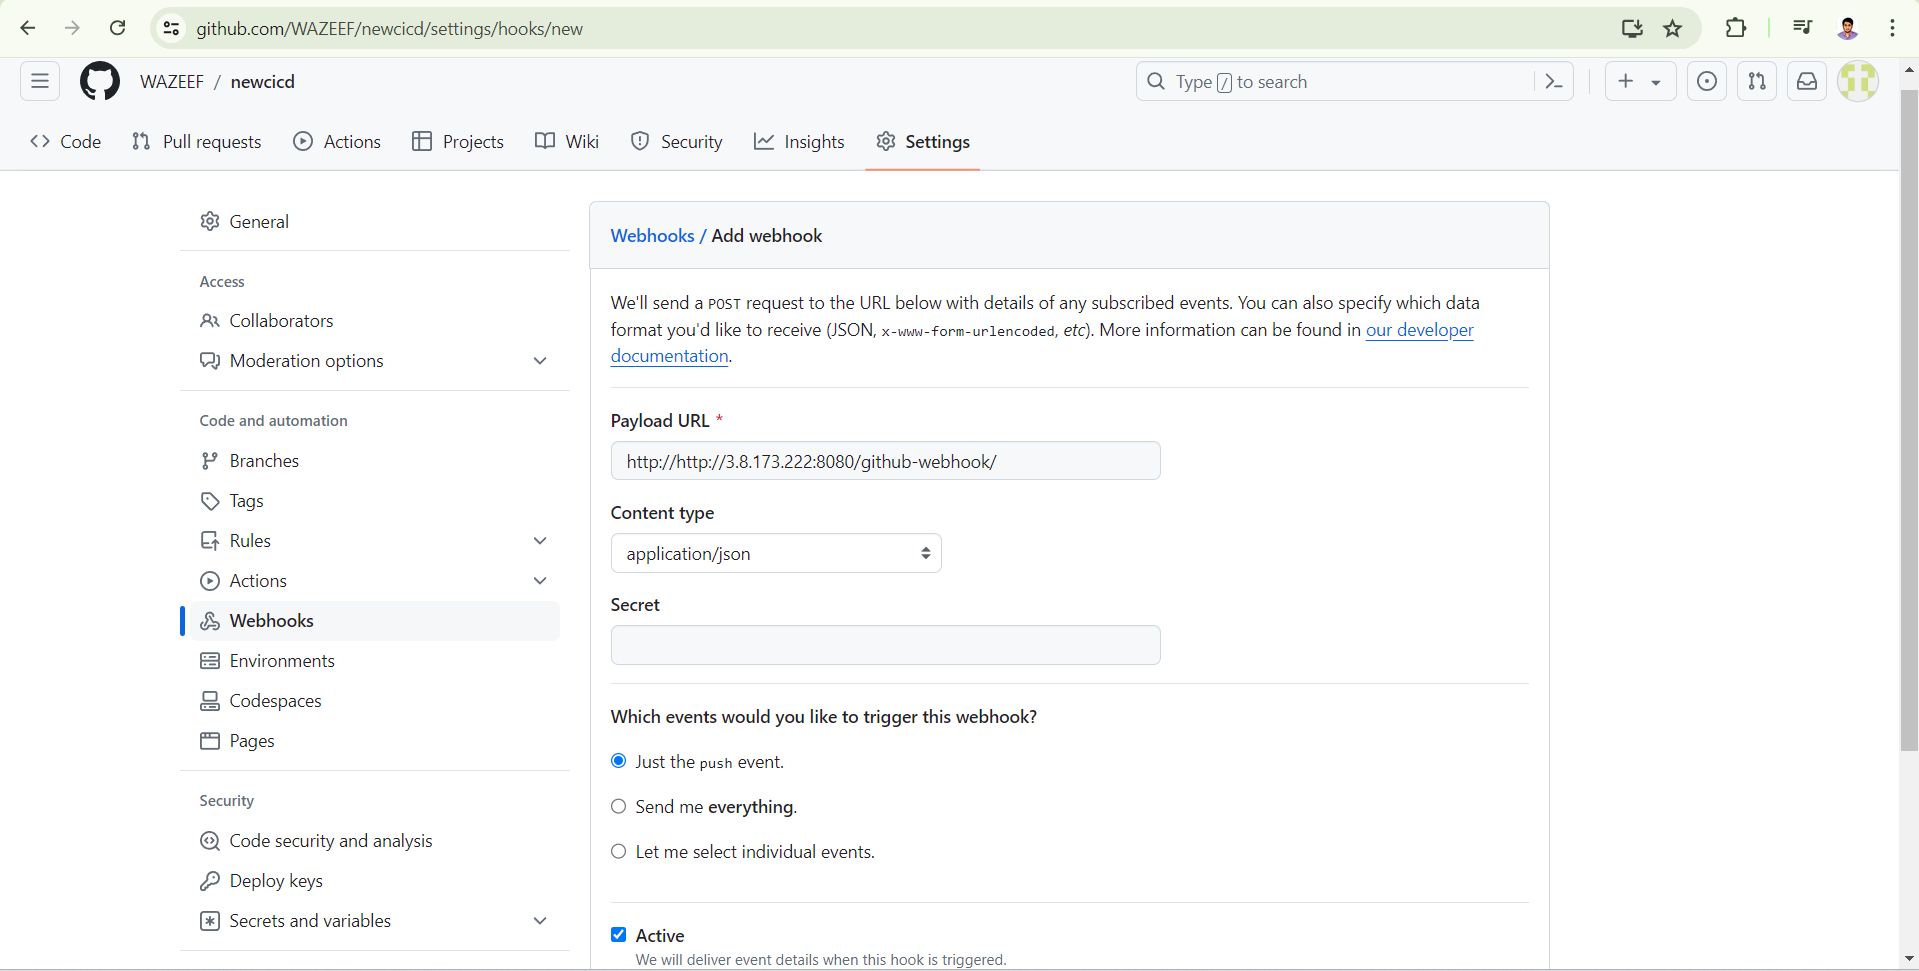 github.com/WAZEEF/newcicd/settings/hooks/new
WAZEEF / newcicd
Type / to search
Code Pull requests Actions Projects Wiki Security Insights Settings
General
Access
Collaborators
Moderation options
Code and automation
Branches
Tags
Rules
Actions
Webhooks
Environments
Codespaces
Pages
Security
Code security and analysis
Deploy keys
Secrets and variables
Webhooks / Add webhook
We'll send a POST request to the URL below with details of any subscribed events. You can also specify which data
format you'd like to receive (JSON, x-www-form-urlencoded, etc). More information can be found in our developer
documentation.
Payload URL *
http://http://3.8.173.222:8080/github-webhook/
Content type
application/json
Secret
Which events would you like to trigger this webhook?
Just the push event.
Send me everything.
Let me select individual events.
Active
We will deliver event details when this hook is triggered.